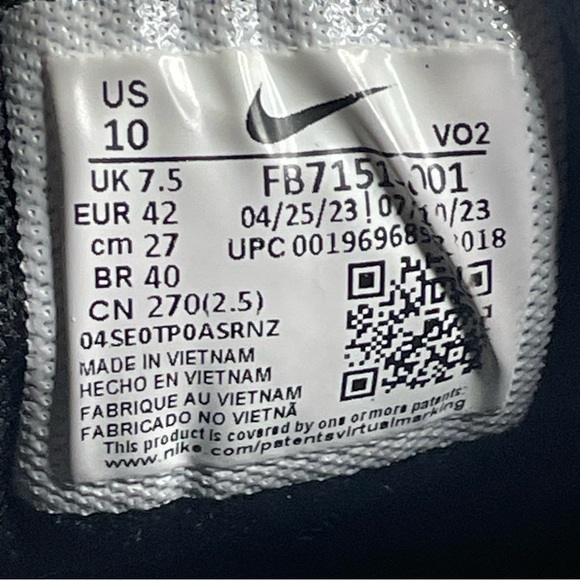 US
10
VO2
UK 7.5
EUR 42
cm 27
BR 40
CN 270(2.5)
04SE0TP0ASRNZ
04/25/23
MADE IN VIETNAM
HECHO EN VIETNAM
FABRIQUE AU VIETNAM
FABRICADO NO VIETNÃ
This product is covered by one or more patents:
www.nike.com/patentsvirtualmarking